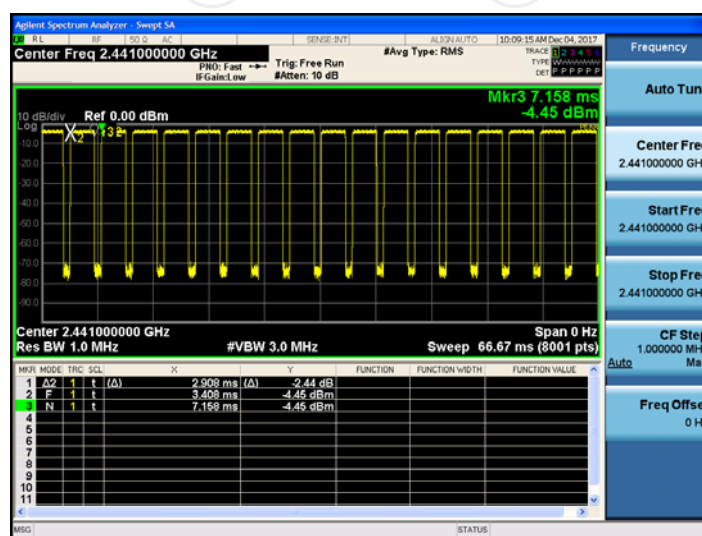 Agilent Spectrum Analyzer - Swept SA
RL RF 50 Ω AC SENSE:INT ALIGN AUTO 10:09:15 AM Dec 04, 2017
Center Freq 2.441000000 GHz
PNO: Fast
IFGain:Low
Trig: Free Run
#Atten: 10 dB
#Avg Type: RMS
TRACE 1 2 3 4 5 6
TYPE
DET P P P P P P
Mkr3 7.158 ms
-4.45 dBm
10 dB/div Ref 0.00 dBm
Log
-10.0
-20.0
-30.0
-40.0
-50.0
-60.0
-70.0
-80.0
-90.0
Center 2.441000000 GHz Span 0 Hz
Res BW 1.0 MHz #VBW 3.0 MHz Sweep 66.67 ms (8001 pts)
MKR MODE TRC SCL X Y FUNCTION FUNCTION WIDTH FUNCTION VALUE
1 Δ2 1 t (Δ) 2.908 ms (Δ) -2.44 dB
2 F 1 t 3.408 ms -4.45 dBm
3 N 1 t 7.158 ms -4.45 dBm
4
5
6
7
8
9
10
11
MSG STATUS
Frequency
Auto Tun
Center Fre
2.441000000 GH
Start Fre
2.441000000 GH
Stop Fre
2.441000000 GH
CF Step
1.000000 MH
Auto Ma
Freq Offse
0 H